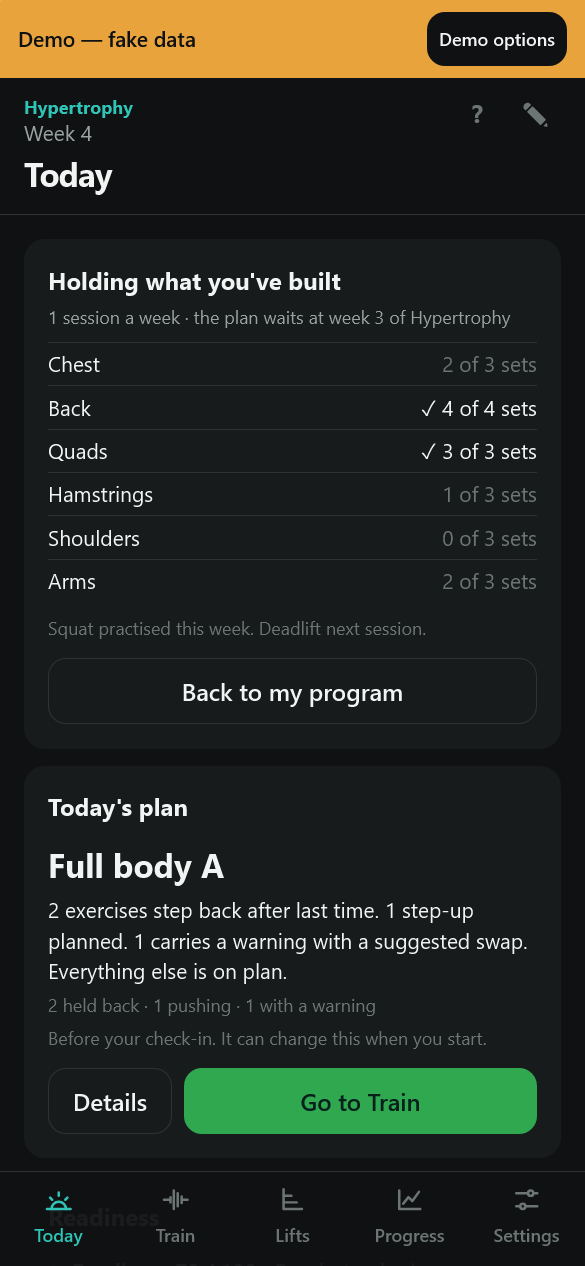 Demo — fake data
Demo options
Hypertrophy
Week 4
?
Today
Holding what you've built
1 session a week · the plan waits at week 3 of Hypertrophy
Chest 2 of 3 sets
Back ✓ 4 of 4 sets
Quads ✓ 3 of 3 sets
Hamstrings 1 of 3 sets
Shoulders 0 of 3 sets
Arms 2 of 3 sets
Squat practised this week. Deadlift next session.
Back to my program
Today's plan
Full body A
2 exercises step back after last time. 1 step-up
planned. 1 carries a warning with a suggested swap.
Everything else is on plan.
2 held back · 1 pushing · 1 with a warning
Before your check-in. It can change this when you start.
Details
Go to Train
Readiness
Today
Train
Lifts
Progress
Settings